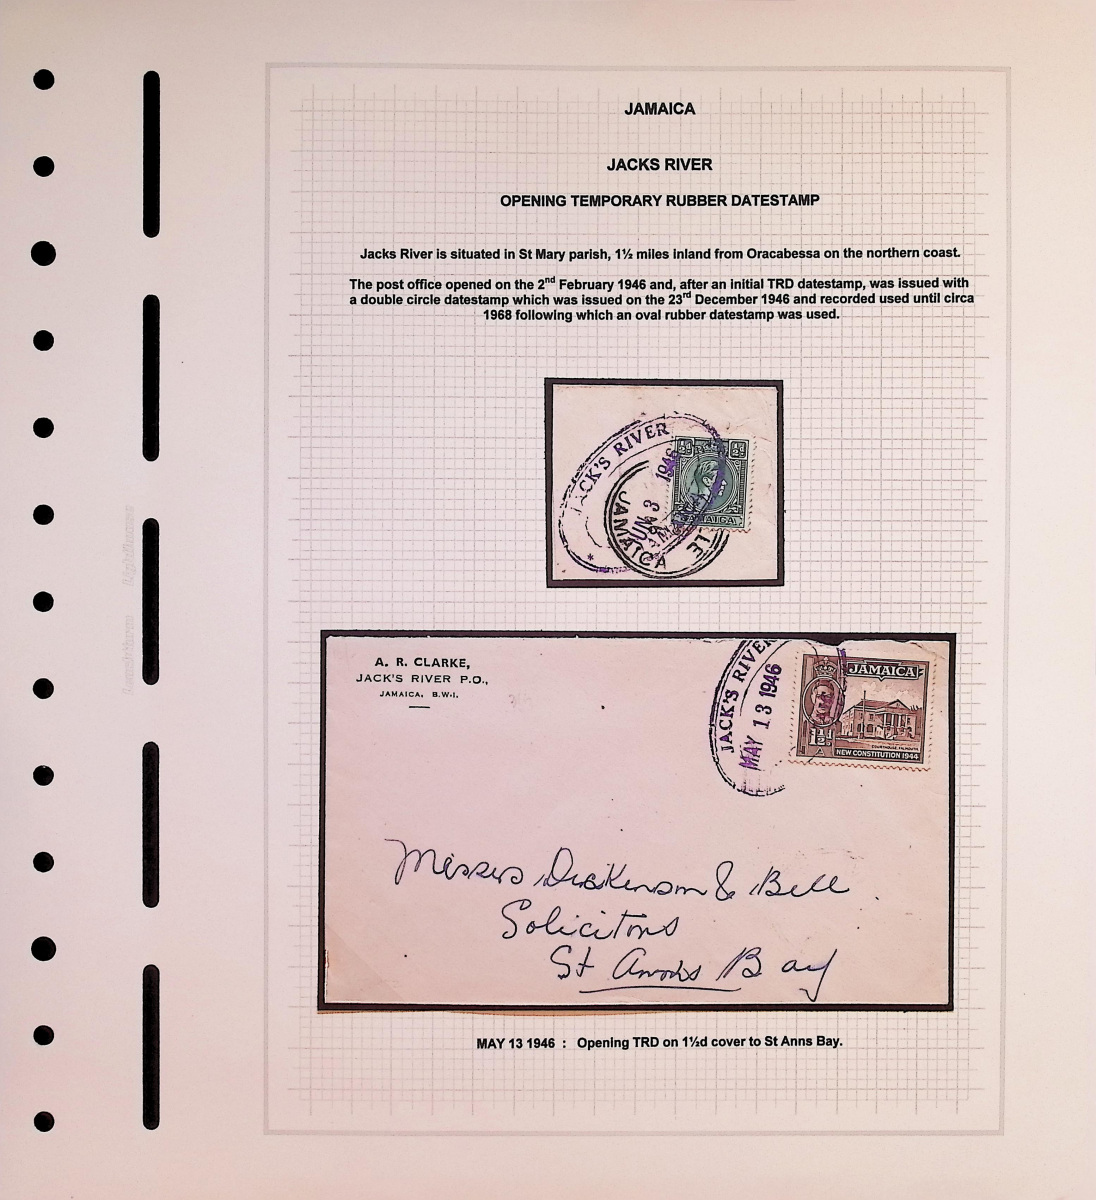 JAMAICA
JACKS RIVER
OPENING TEMPORARY RUBBER DATESTAMP
Jacks River is situated in St Mary parish, 1½ miles inland from Oracabessa on the northern coast.
The post office opened on the 2nd February 1946 and, after an initial TRD datestamp, was issued with
a double circle datestamp which was issued on the 23rd December 1946 and recorded used until circa
1968 following which an oval rubber datestamp was used.
JACK'S RIVER
1946
JAMAICA
JAMAICA
A. R. CLARKE,
JACK'S RIVER P.O.,
JAMAICA, B.W.I.
JACK'S RIVER
MAY 13 1946
JAMAICA
1½d
COURTHOUSE, FALMOUTH
NEW CONSTITUTION 1944
Messrs Dickenson & Bell
Solicitors
St Anns Bay
MAY 13 1946 : Opening TRD on 1½d cover to St Anns Bay.